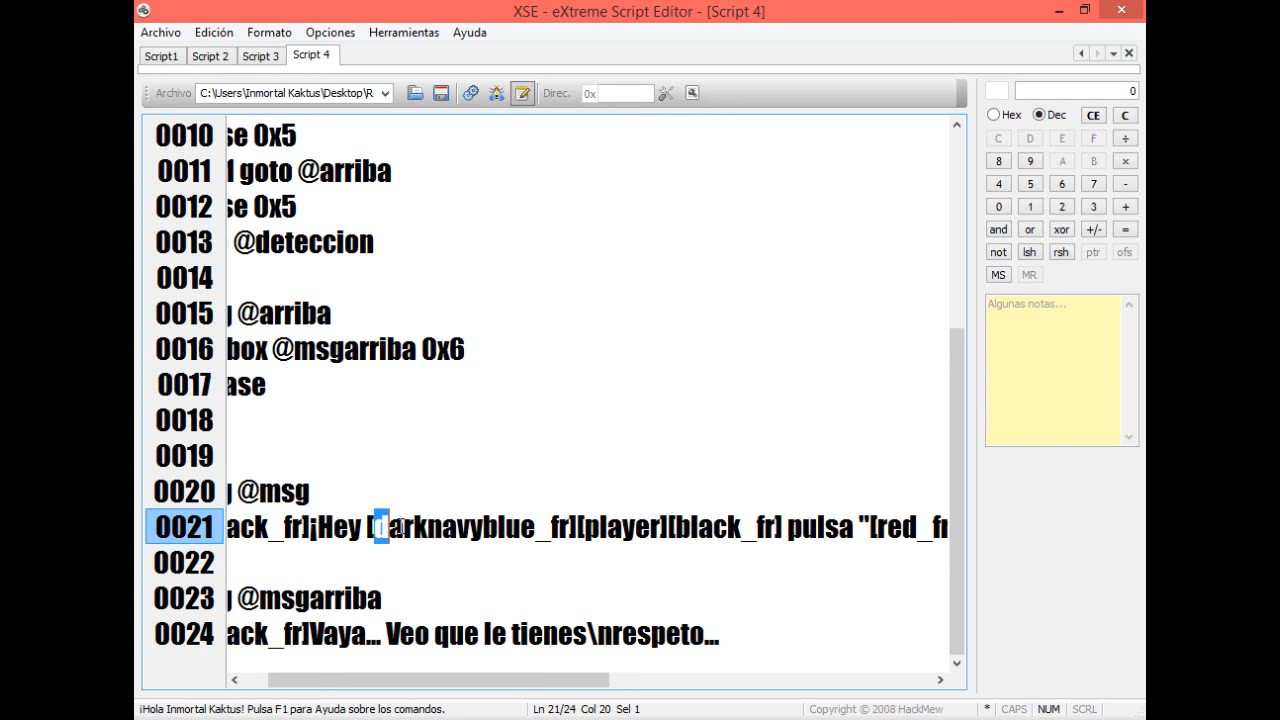 XSE - eXtreme Script Editor - [Script 4]
Archivo Edición Formato Opciones Herramientas Ayuda
Script1 Script 2 Script 3 Script 4
Archivo C:\Users\Inmortal Kaktus\Desktop\R Direc. 0x
0
Hex Dec CE C
C D E F ÷
8 9 A B ×
4 5 6 7 -
0 1 2 3 +
and or xor +/- =
not lsh rsh ptr ofs
MS MR
Algunas notas...
0010 se 0x5
0011 1 goto @arriba
0012 se 0x5
0013 @deteccion
0014
0015 g @arriba
0016 box @msgarriba 0x6
0017 ase
0018
0019
0020 g @msg
0021 ack_fr]¡Hey [darknavyblue_fr][player][black_fr] pulsa "[red_fr
0022
0023 g @msgarriba
0024 ack_fr]Vaya... Veo que le tienes\nrespeto...
¡Hola Inmortal Kaktus! Pulsa F1 para Ayuda sobre los comandos. Ln 21/24 Col 20 Sel 1 Copyright © 2008 HackMew * CAPS NUM SCRL